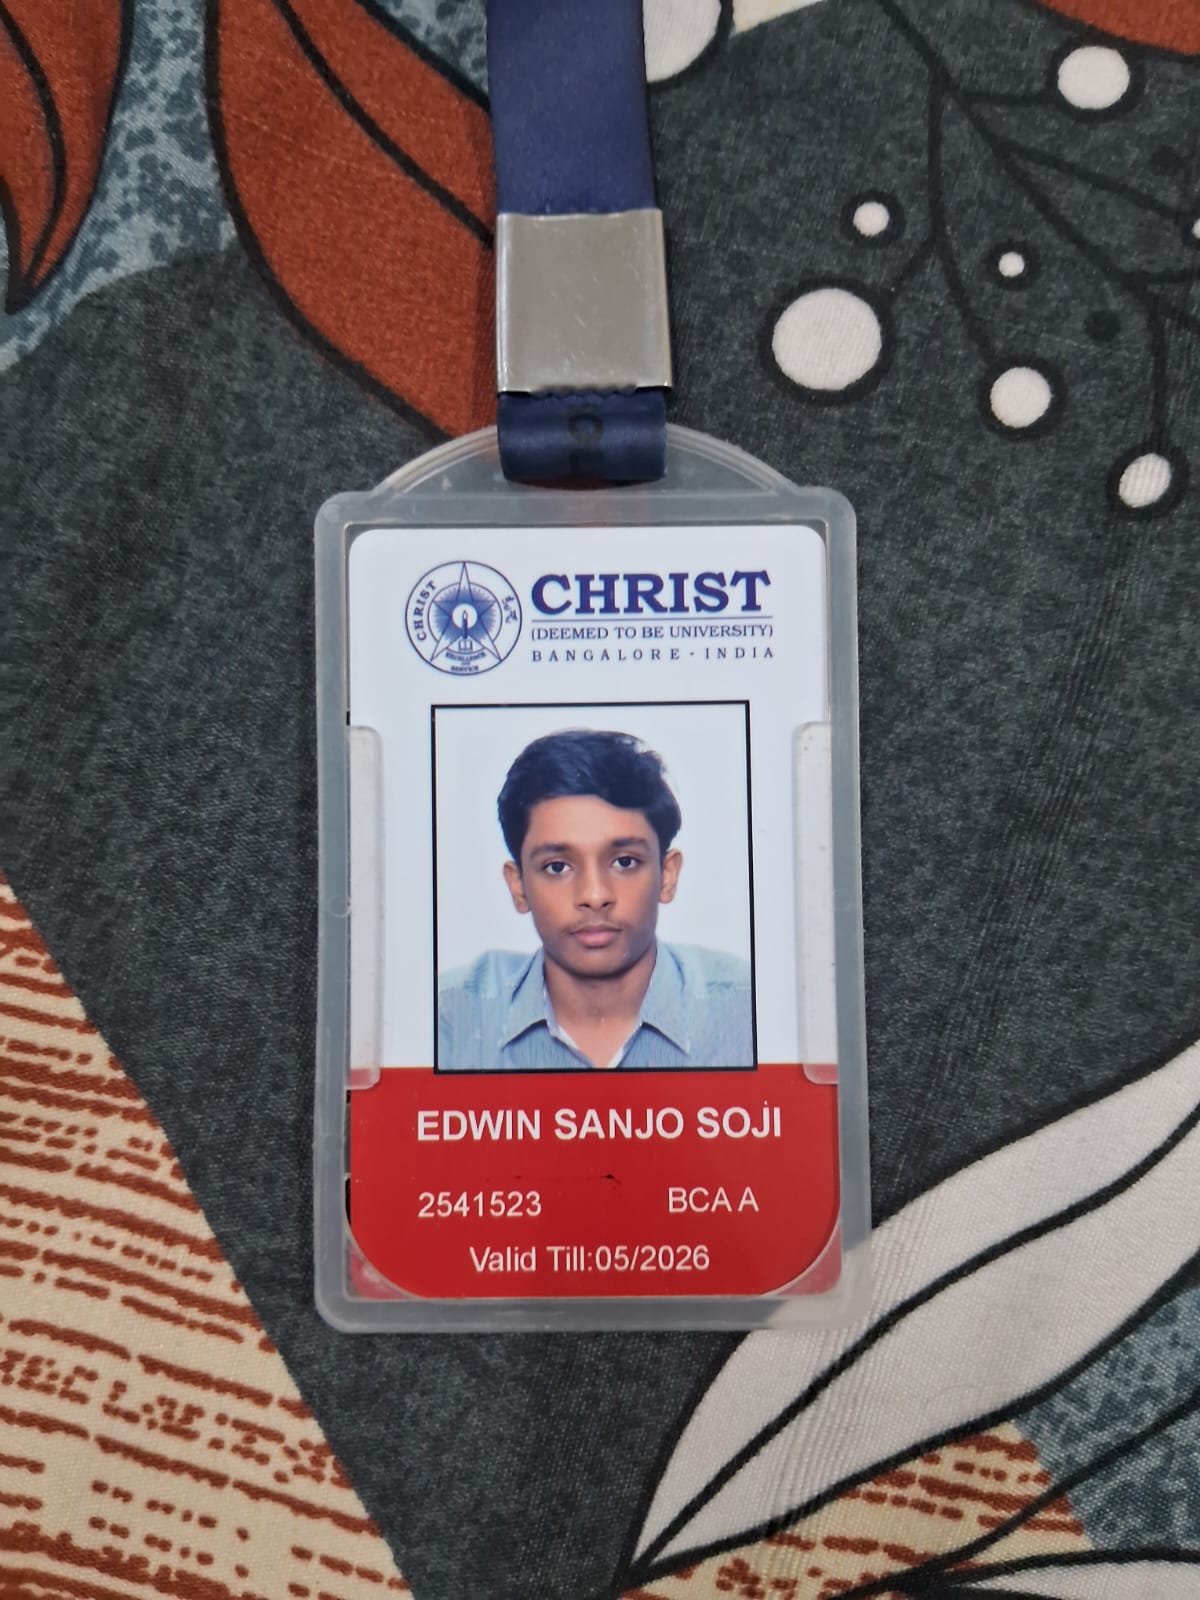 CHRIST
EXCELLENCE
AND
SERVICE
CHRIST
(DEEMED TO BE UNIVERSITY)
BANGALORE · INDIA
EDWIN SANJO SOJI
2541523 BCA A
Valid Till:05/2026